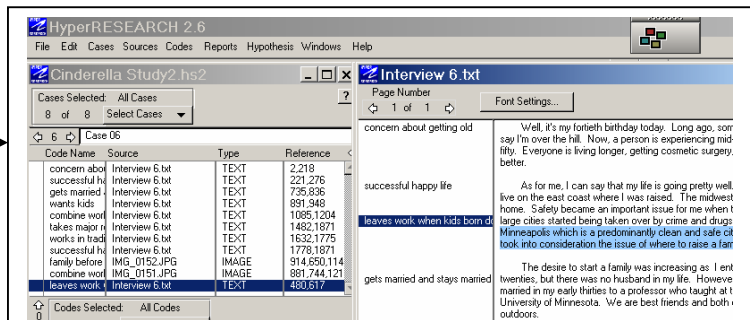 HyperRESEARCH 2.6
File Edit Cases Sources Codes Reports Hypothesis Windows Help
Cinderella Study2.hs2
Cases Selected: All Cases
8 of 8 Select Cases
?
6 Case 06
Code Name Source Type Reference
concern abou Interview 6.txt TEXT 2,218
successful ha Interview 6.txt TEXT 221,276
gets married Interview 6.txt TEXT 735,836
wants kids Interview 6.txt TEXT 891,948
combine worl Interview 6.txt TEXT 1085,1204
takes major r Interview 6.txt TEXT 1482,1871
works in tradi Interview 6.txt TEXT 1632,1775
successful ha Interview 6.txt TEXT 1778,1871
family before IMG_0152.JPG IMAGE 914,650,114
combine worl IMG_0151.JPG IMAGE 881,744,121
leaves work Interview 6.txt TEXT 480,617
0 Codes Selected: All Codes
Interview 6.txt
Page Number
1 of 1 Font Settings...
concern about getting old
successful happy life
leaves work when kids born do
gets married and stays married
Well, it's my fortieth birthday today. Long ago, som
say I'm over the hill. Now, a person is experiencing mid-
fifty. Everyone is living longer, getting cosmetic surgery,
better.
As for me, I can say that my life is going pretty well.
live on the east coast where I was raised. The midwest
home. Safety became an important issue for me when t
large cities started being taken over by crime and drugs
Minneapolis which is a predominantly clean and safe cit
took into consideration the issue of where to raise a fam
The desire to start a family was increasing as I ent
twenties, but there was no husband in my life. Howeve
married in my early thirties to a professor who taught at t
University of Minnesota. We are best friends and both
outdoors.